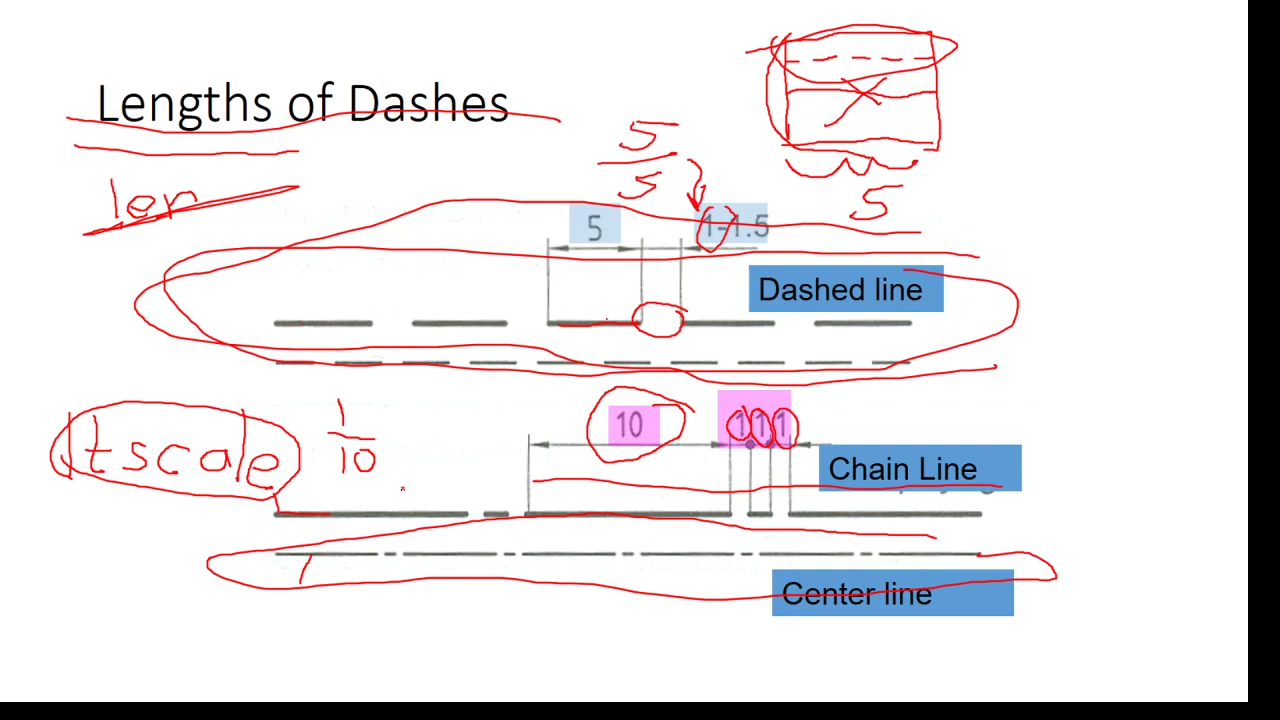 Lengths of Dashes
5
5
len
5
5
1-1.5
Dashed line
ltscale
1
10
10
1 1 1
Chain Line
Center line